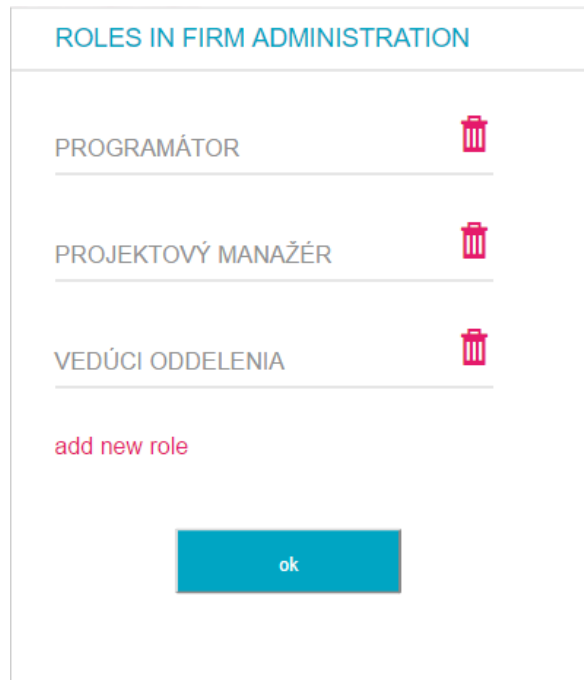 ROLES IN FIRM ADMINISTRATION
PROGRAMÁTOR
PROJEKTOVÝ MANAŽÉR
VEDÚCI ODDELENIA
add new role
ok